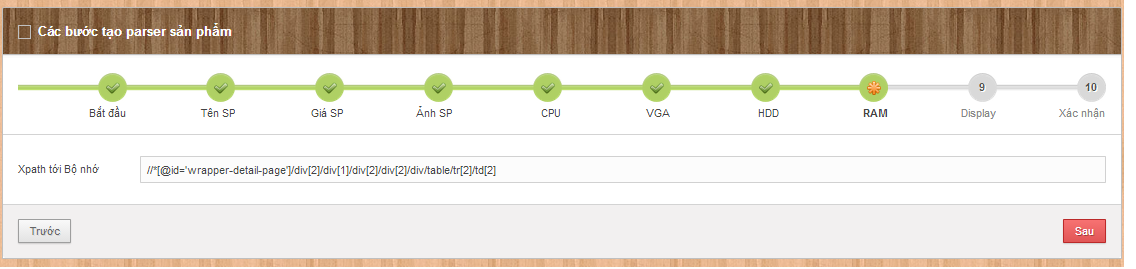 Các bước tạo parser sản phẩm
Bắt đầu Tên SP Giá SP Ảnh SP CPU VGA HDD RAM 9 Display 10 Xác nhận
Xpath tới Bộ nhớ //*[@id='wrapper-detail-page']/div[2]/div[1]/div[2]/div[2]/div/table/tr[2]/td[2]
Trước Sau